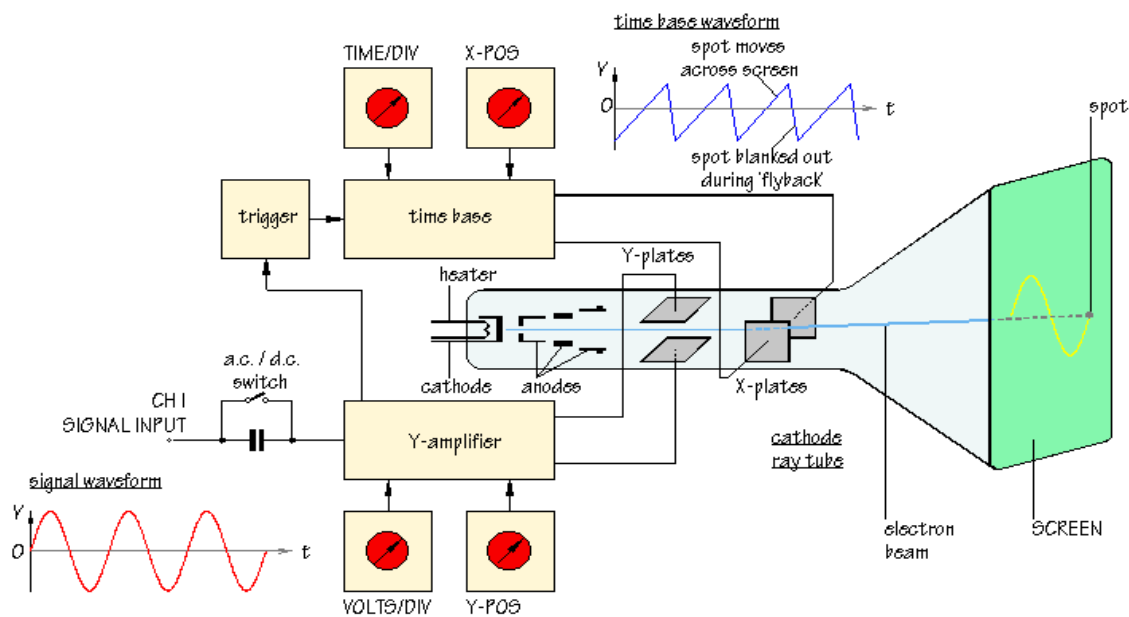 time base waveform
TIME/DIV
X-POS
spot moves
across screen
V
O
t
spot
spot blanked out
during 'flyback'
trigger
time base
Y-plates
heater
cathode
anodes
X-plates
a.c. / d.c.
switch
CH I
SIGNAL INPUT
Y-amplifier
cathode
ray tube
signal waveform
V
O
t
electron
beam
SCREEN
VOLTS/DIV
Y-POS